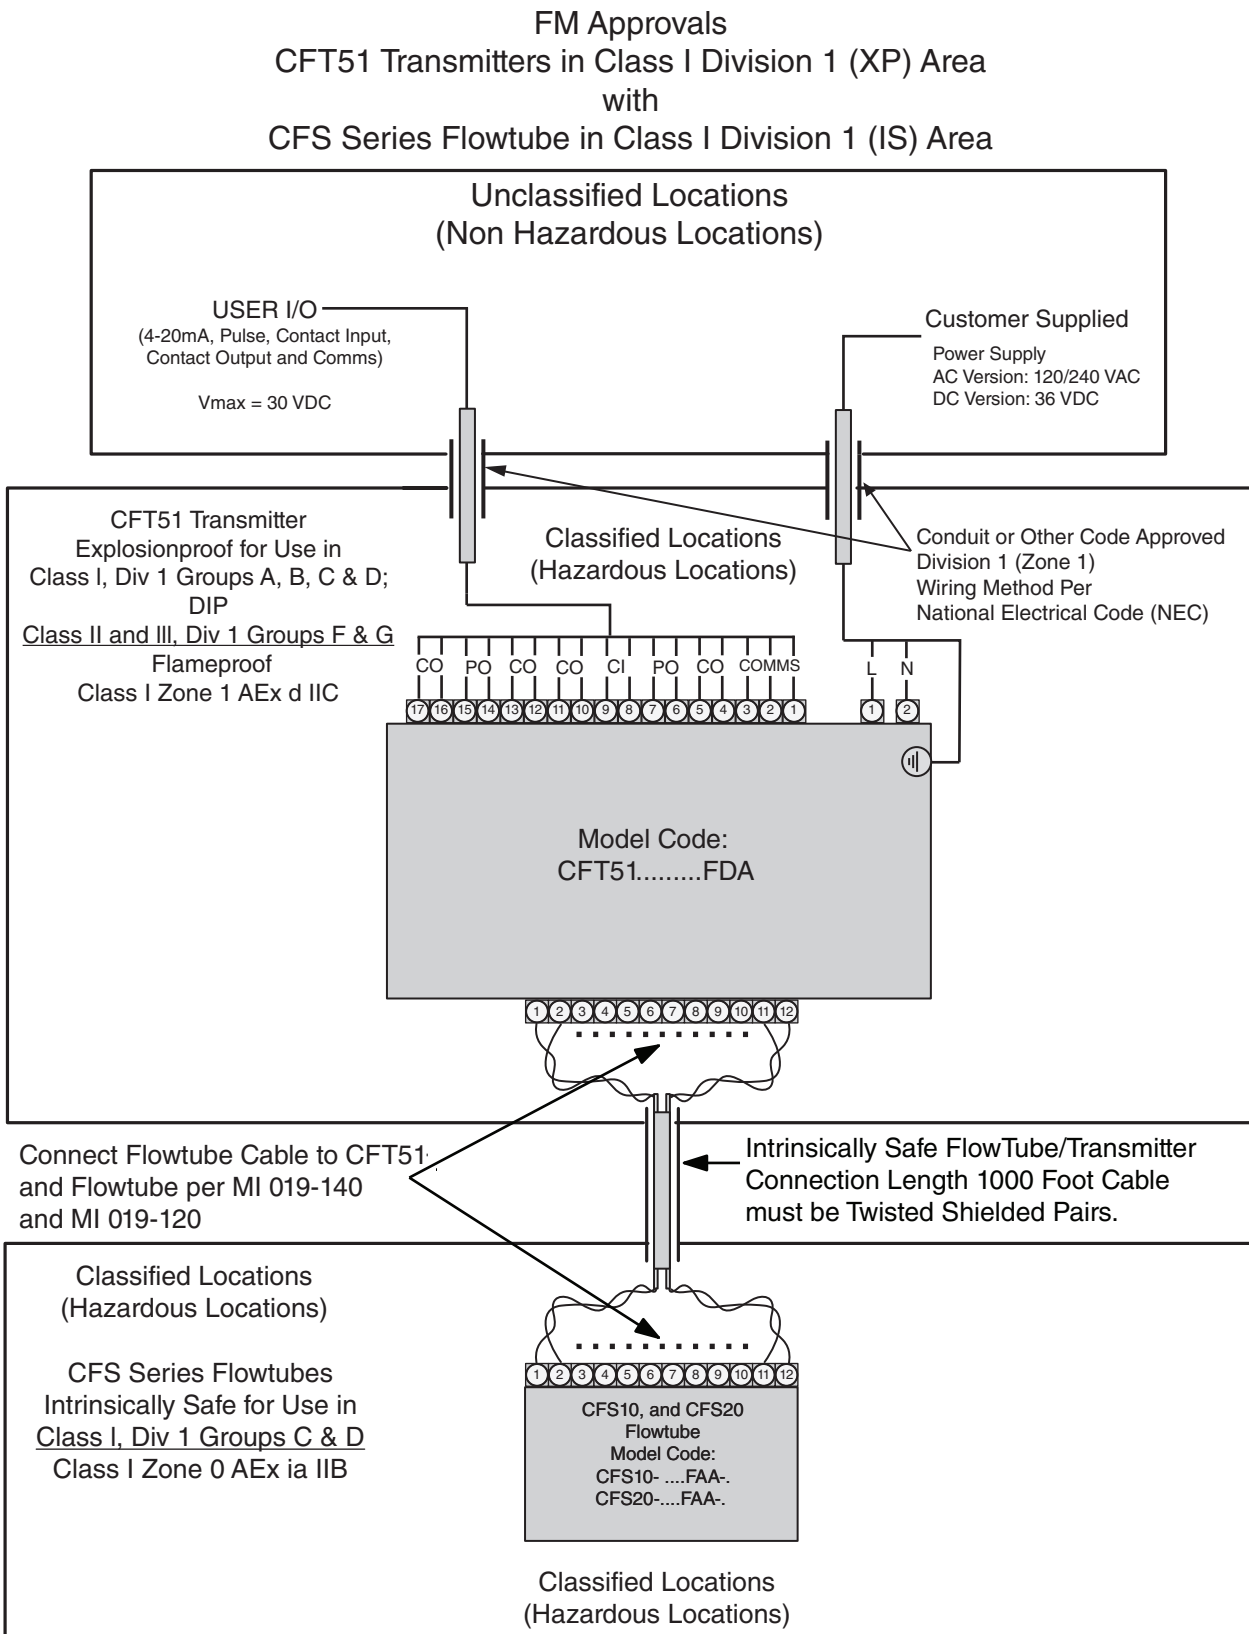 FM Approvals
CFT51 Transmitters in Class I Division 1 (XP) Area
with
CFS Series Flowtube in Class I Division 1 (IS) Area
Unclassified Locations
(Non Hazardous Locations)
USER I/O
(4-20mA, Pulse, Contact Input,
Contact Output and Comms)
Vmax = 30 VDC
Customer Supplied
Power Supply
AC Version: 120/240 VAC
DC Version: 36 VDC
CFT51 Transmitter
Explosionproof for Use in
Class I, Div 1 Groups A, B, C & D;
DIP
Class II and III, Div 1 Groups F & G
Flameproof
Class I Zone 1 AEx d IIC
Classified Locations
(Hazardous Locations)
Conduit or Other Code Approved
Division 1 (Zone 1)
Wiring Method Per
National Electrical Code (NEC)
CO PO CO CO CI PO CO COMMS L N
17 16 15 14 13 12 11 10 9 8 7 6 5 4 3 2 1 1 2
Model Code:
CFT51.........FDA
1 2 3 4 5 6 7 8 9 10 11 12
Connect Flowtube Cable to CFT51
and Flowtube per MI 019-140
and MI 019-120
Intrinsically Safe FlowTube/Transmitter
Connection Length 1000 Foot Cable
must be Twisted Shielded Pairs.
Classified Locations
(Hazardous Locations)
CFS Series Flowtubes
Intrinsically Safe for Use in
Class I, Div 1 Groups C & D
Class I Zone 0 AEx ia IIB
1 2 3 4 5 6 7 8 9 10 11 12
CFS10, and CFS20
Flowtube
Model Code:
CFS10- ....FAA-.
CFS20-....FAA-.
Classified Locations
(Hazardous Locations)